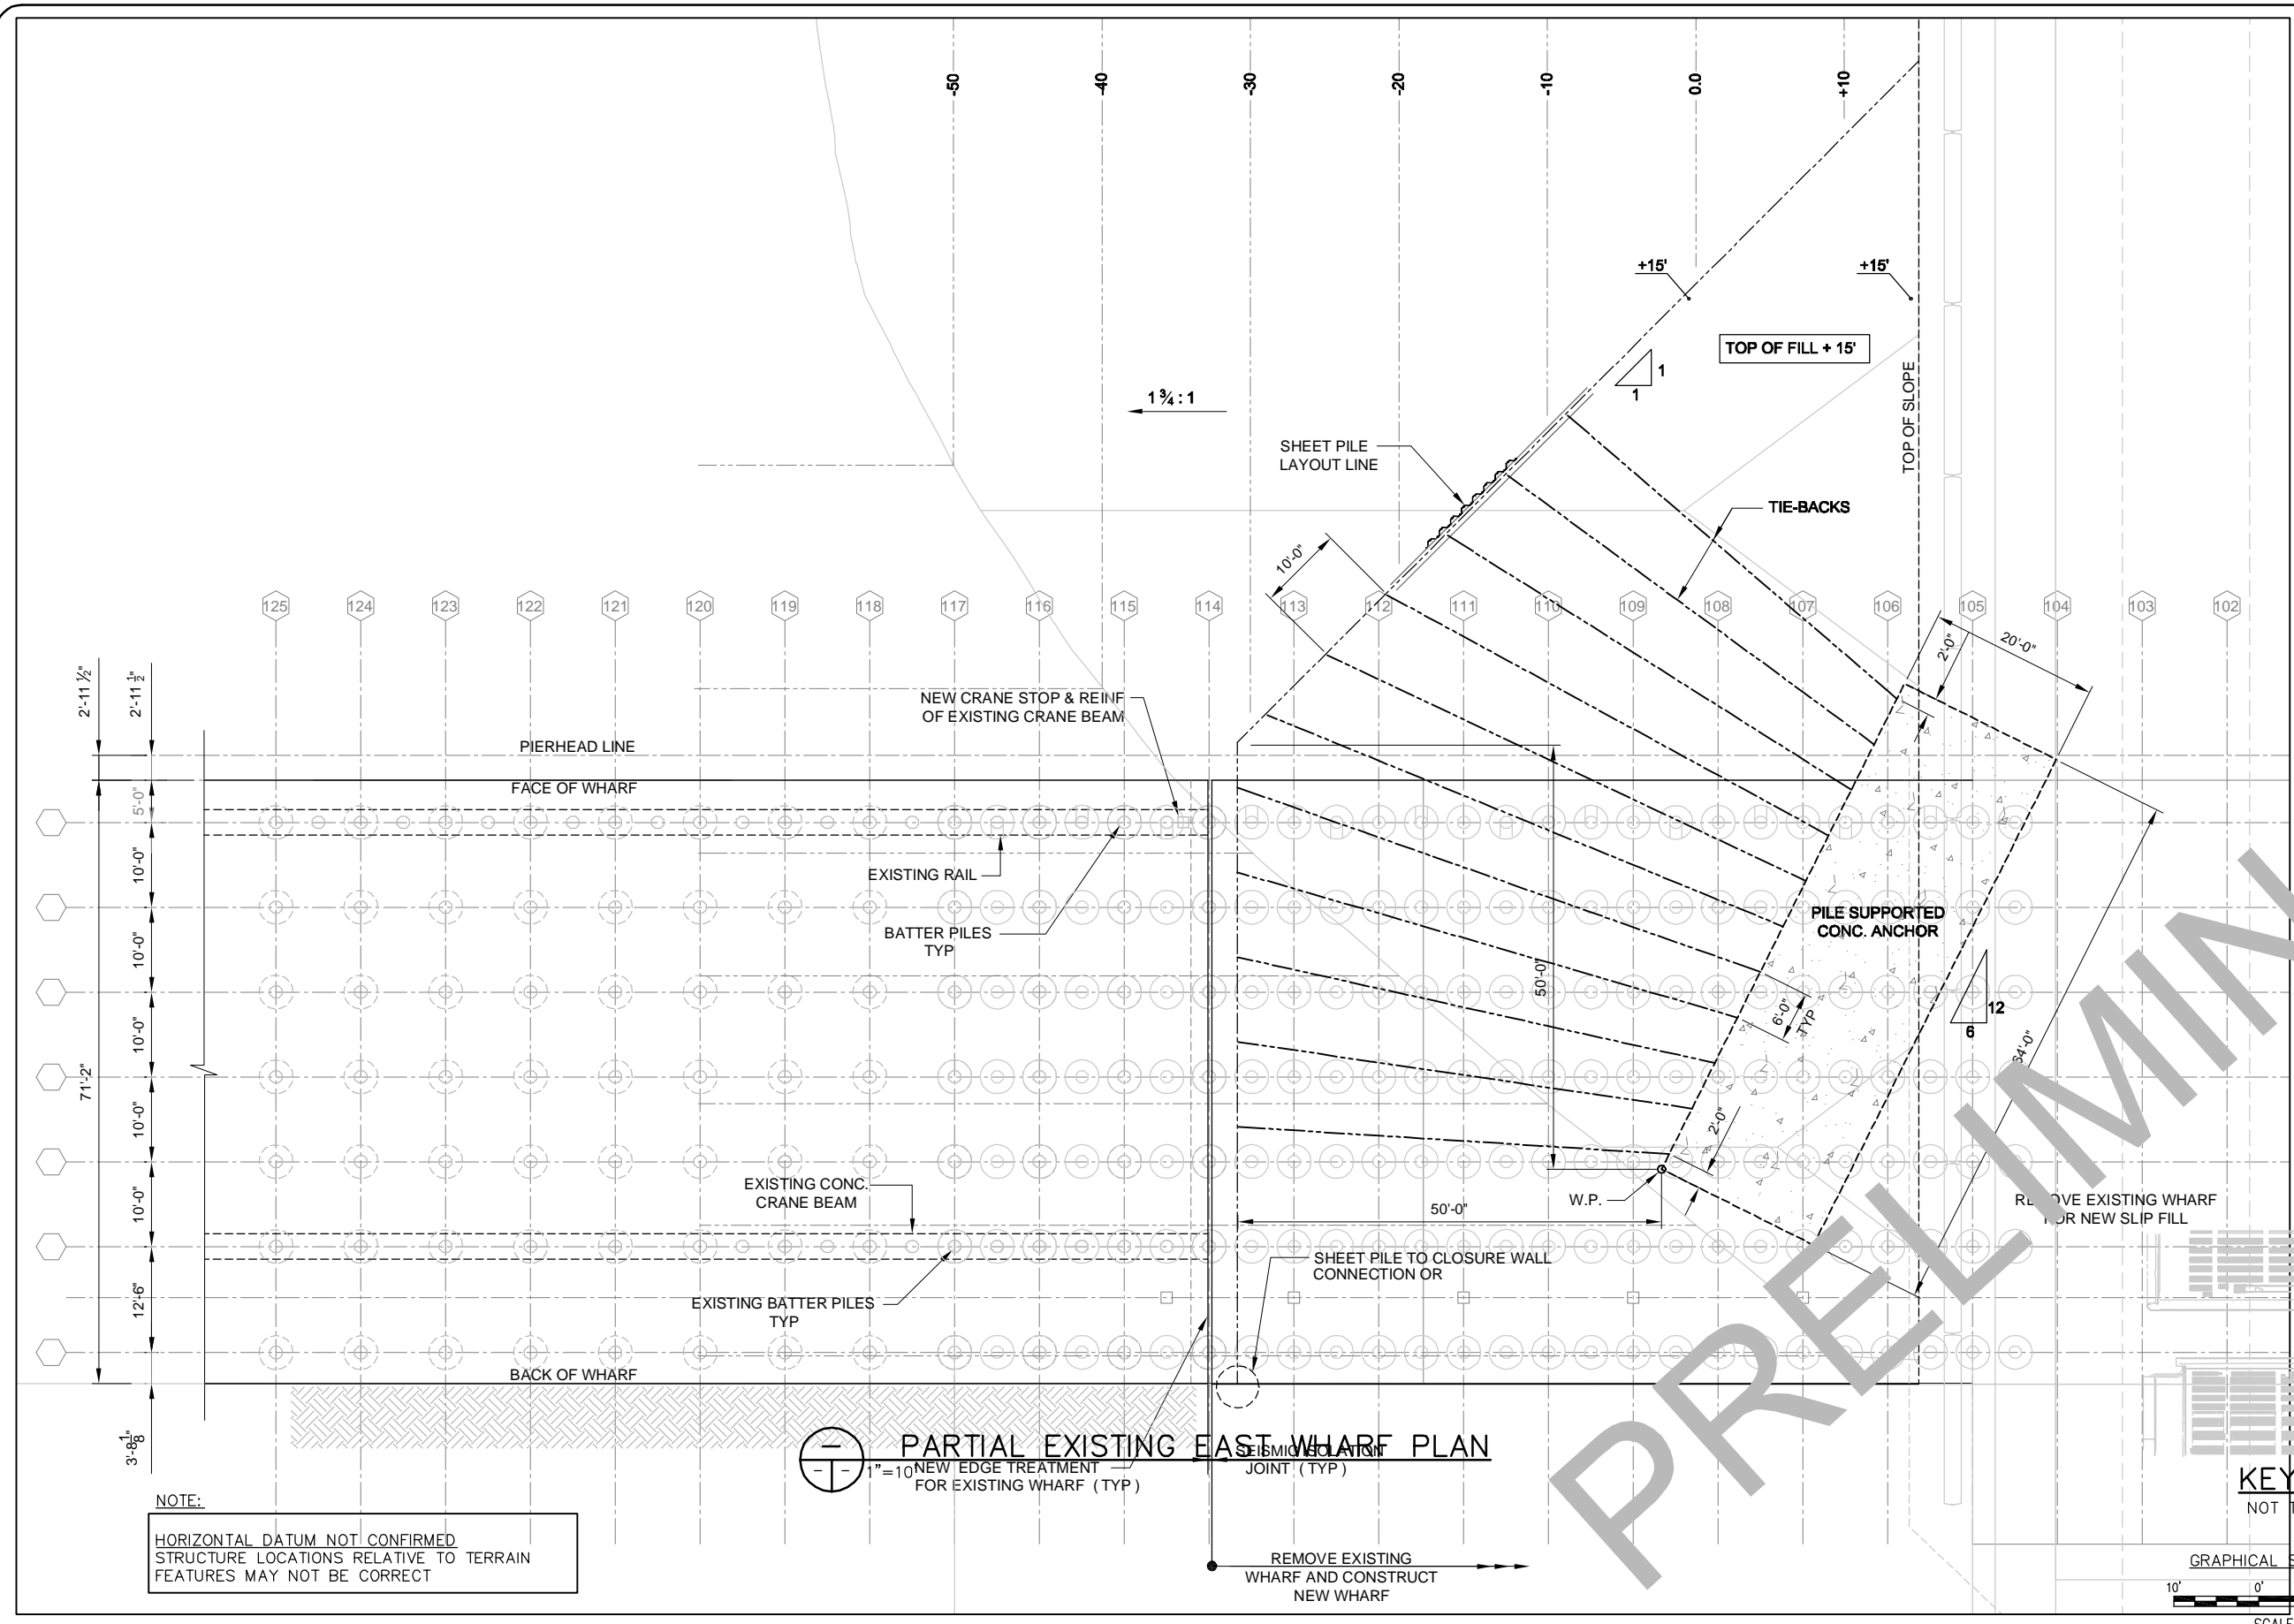 -50
-40
-30
-20
-10
0.0
+10
+15'
+15'
TOP OF FILL + 15'
1
1
TOP OF SLOPE
1 ¾ : 1
SHEET PILE
LAYOUT LINE
TIE-BACKS
10'-0"
125
124
123
122
121
120
119
118
117
116
115
114
113
112
111
110
109
108
107
106
105
104
103
102
2'-0"
20'-0"
2'-11 ½"
2'-11 ½"
NEW CRANE STOP & REINF
OF EXISTING CRANE BEAM
PIERHEAD LINE
FACE OF WHARF
5'-0"
10'-0"
10'-0"
10'-0"
10'-0"
10'-0"
12'-6"
71'-2"
3'-8⅛"
EXISTING RAIL
BATTER PILES
TYP
PILE SUPPORTED
CONC. ANCHOR
50'-0"
6'-0"
TYP
12
6
64'-0"
2'-0"
EXISTING CONC.
CRANE BEAM
W.P.
50'-0"
SHEET PILE TO CLOSURE WALL
CONNECTION OR
EXISTING BATTER PILES
TYP
BACK OF WHARF
REMOVE EXISTING WHARF
FOR NEW SLIP FILL
PRELIMIN
PARTIAL EXISTING EAST WHARF PLAN
1"=10'
NEW EDGE TREATMENT
FOR EXISTING WHARF (TYP)
SEISMIC ISOLATION
JOINT (TYP)
NOTE:
HORIZONTAL DATUM NOT CONFIRMED
STRUCTURE LOCATIONS RELATIVE TO TERRAIN
FEATURES MAY NOT BE CORRECT
REMOVE EXISTING
WHARF AND CONSTRUCT
NEW WHARF
KEY
NOT
GRAPHICAL
10'
0'